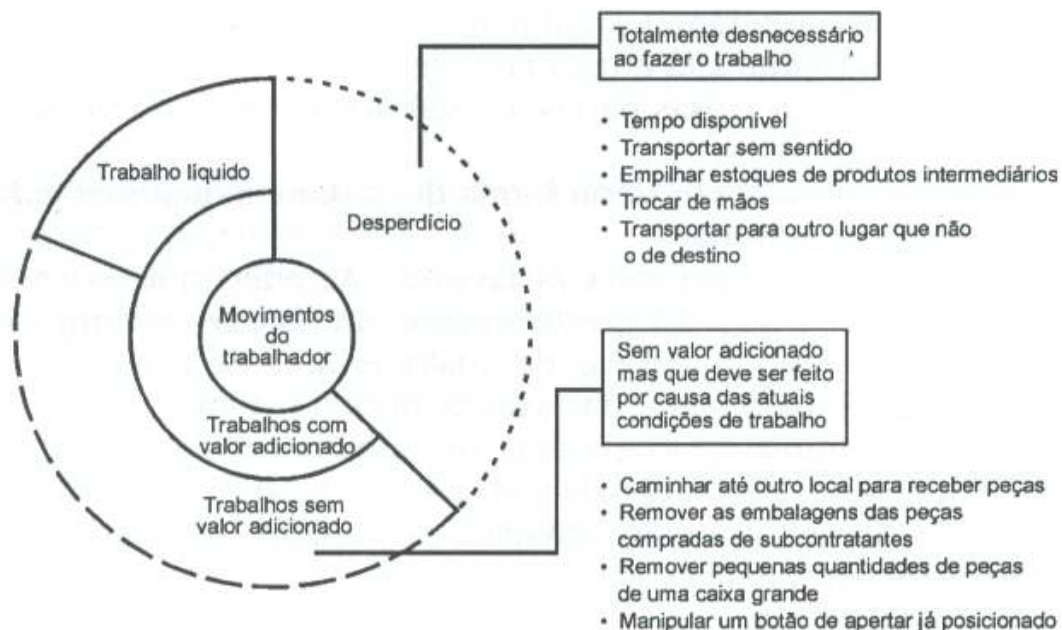 Totalmente desnecessário
ao fazer o trabalho
• Tempo disponivel
• Transportar sem sentido
• Empilhar estoques de produtos intermediários
• Trocar de mãos
• Transportar para outro lugar que não
o de destino
Trabalho líquido
Desperdício
Movimentos
do
trabalhador
Trabalhos com
valor adicionado
Trabalhos sem
valor adicionado
Sem valor adicionado
mas que deve ser feito
por causa das atuais
condições de trabalho
• Caminhar até outro local para receber peças
• Remover as embalagens das peças
compradas de subcontratantes
• Remover pequenas quantidades de peças
de uma caixa grande
• Manipular um botão de apertar já posicionado